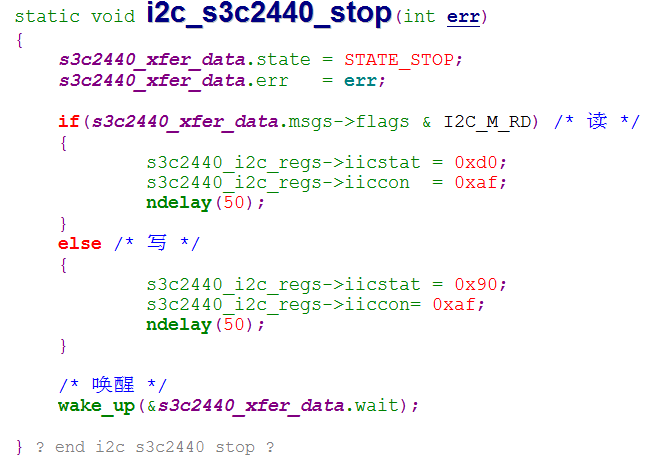 static void i2c_s3c2440_stop(int err)
{
    s3c2440_xfer_data.state = STATE_STOP;
    s3c2440_xfer_data.err   = err;
    if(s3c2440_xfer_data.msgs->flags & I2C_M_RD) /* 读 */
    {
            s3c2440_i2c_regs->iicstat = 0xd0;
            s3c2440_i2c_regs->iiccon  = 0xaf;
            ndelay(50);
    }
    else /* 写 */
    {
            s3c2440_i2c_regs->iicstat = 0x90;
            s3c2440_i2c_regs->iiccon= 0xaf;
            ndelay(50);
    }
    /* 唤醒 */
    wake_up(&s3c2440_xfer_data.wait);
} ? end i2c s3c2440 stop ?